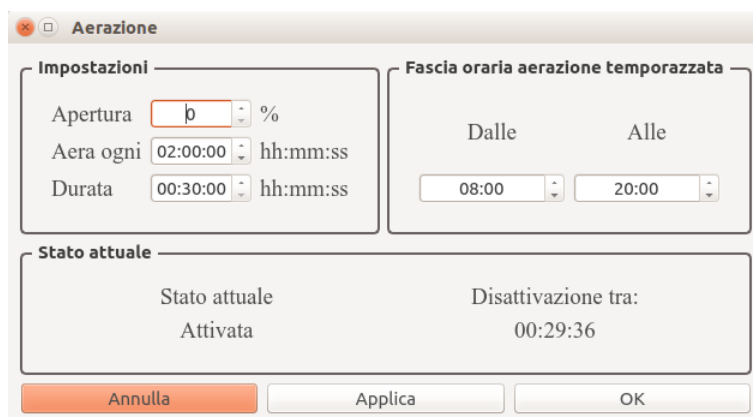 Aerazione
Impostazioni
Apertura 0 %
Aera ogni 02:00:00 hh:mm:ss
Durata 00:30:00 hh:mm:ss
Fascia oraria aerazione temporazzata
Dalle Alle
08:00 20:00
Stato attuale
Stato attuale Disattivazione tra:
Attivata 00:29:36
Annulla Applica OK